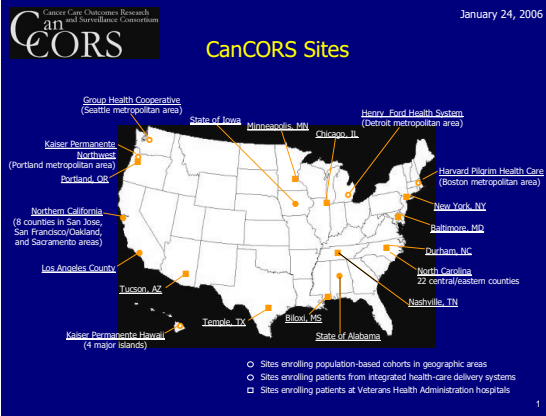 Cancer Care Outcomes Research
and Surveillance Consortium
CanCORS
January 24, 2006
CanCORS Sites
Group Health Cooperative
(Seattle metropolitan area)
State of Iowa
Minneapolis, MN
Chicago, IL
Henry Ford Health System
(Detroit metropolitan area)
Kaiser Permanente
Northwest
(Portland metropolitan area)
Portland, OR
Harvard Pilgrim Health Care
(Boston metropolitan area)
New York, NY
Baltimore, MD
Northern California
(8 counties in San Jose,
San Francisco/Oakland,
and Sacramento areas)
Durham, NC
Los Angeles County
North Carolina
22 central/eastern counties
Tucson, AZ
Nashville, TN
Temple, TX
Biloxi, MS
Kaiser Permanente Hawaii
(4 major islands)
State of Alabama
Sites enrolling population-based cohorts in geographic areas
Sites enrolling patients from integrated health-care delivery systems
Sites enrolling patients at Veterans Health Administration hospitals
1